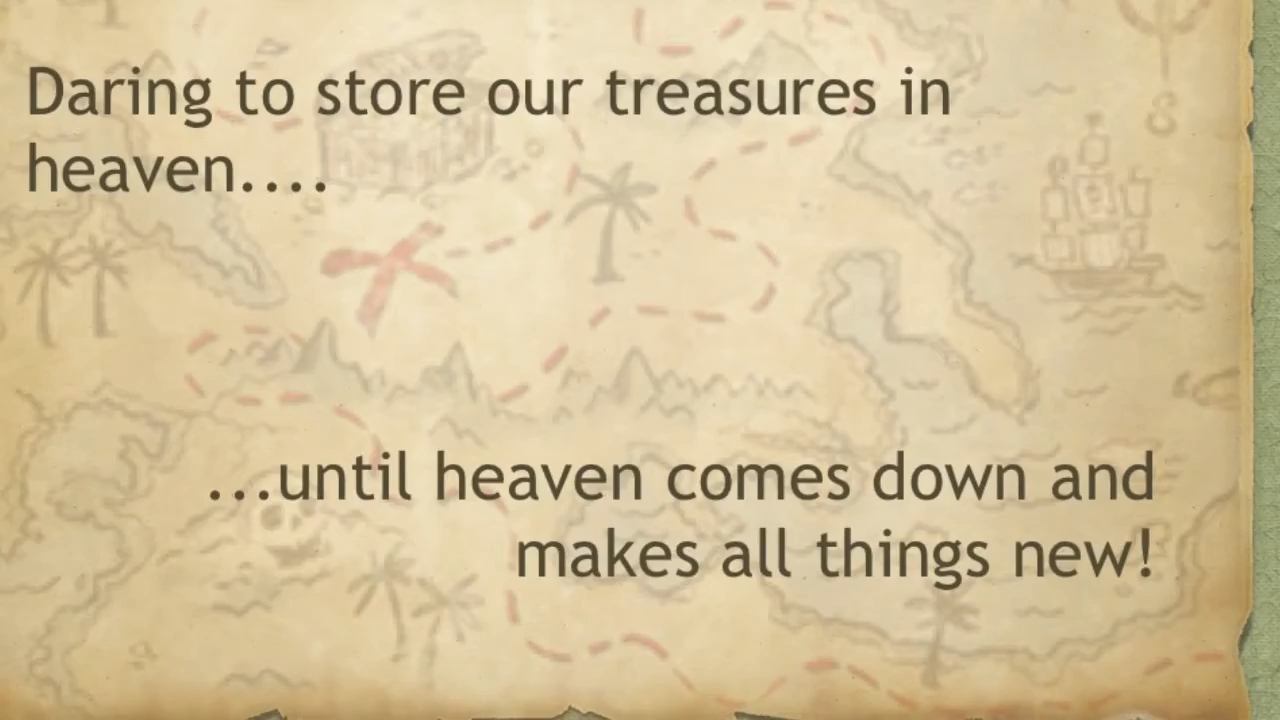 Daring to store our treasures in
heaven....
...until heaven comes down and
makes all things new!